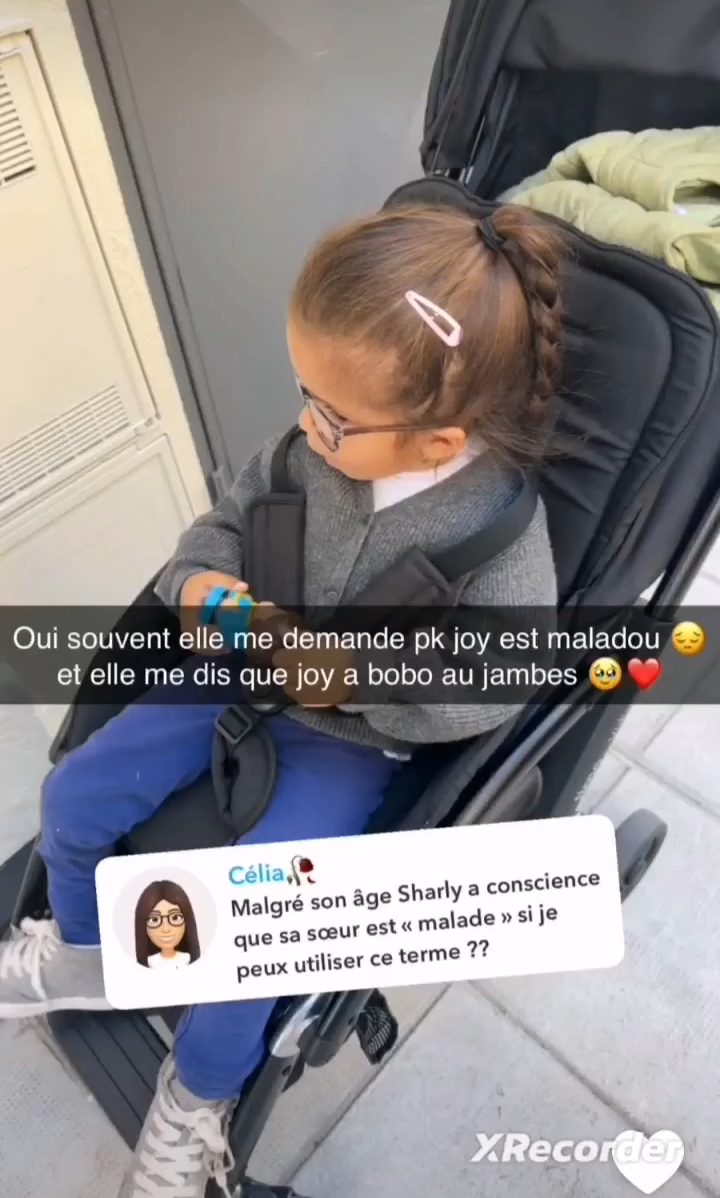 Oui souvent elle me demande pk joy est maladou 😔
et elle me dis que joy a bobo au jambes 🥹❤️
Célia🥀
Malgré son âge Sharly a conscience
que sa sœur est « malade » si je
peux utiliser ce terme ??
XRecorder